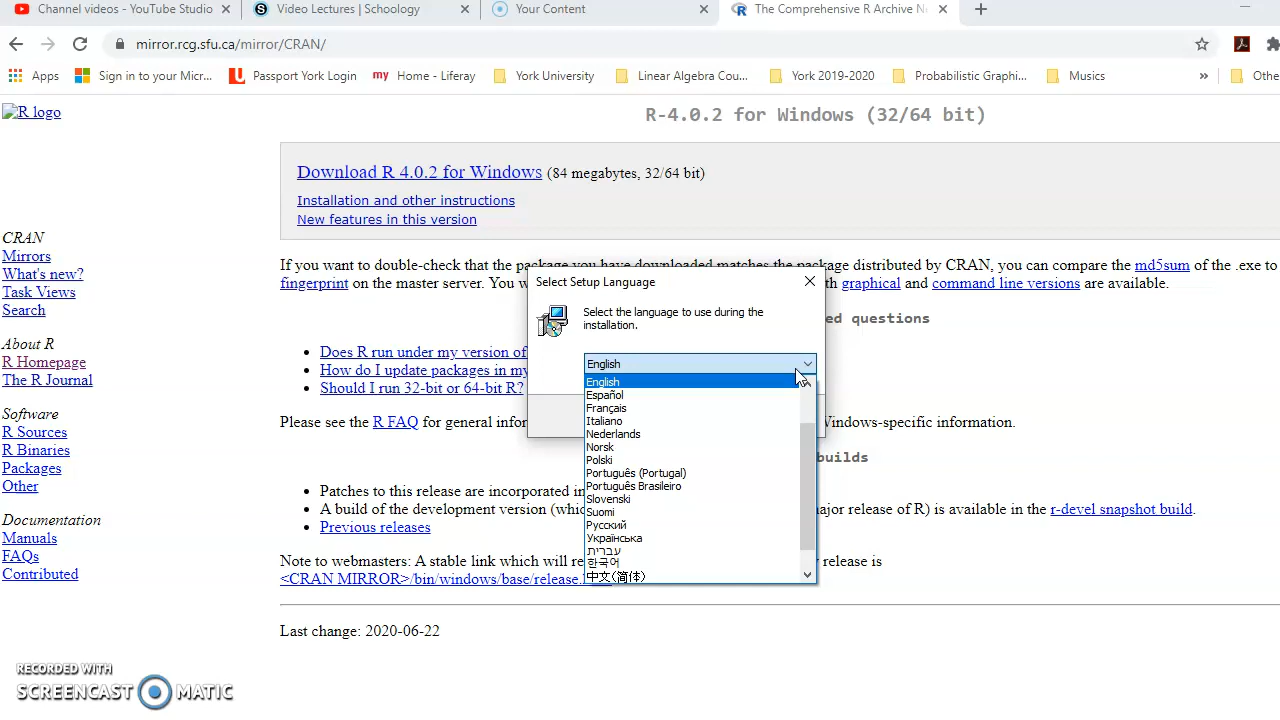 Channel videos - YouTube Studio
Video Lectures | Schoology
Your Content
The Comprehensive R Archive Ne
mirror.rcg.sfu.ca/mirror/CRAN/
Apps
Sign in to your Micr...
Passport York Login
my Home - Liferay
York University
Linear Algebra Cou...
York 2019-2020
Probabilistic Graphi...
Musics
»
Othe
R logo
R-4.0.2 for Windows (32/64 bit)
Download R 4.0.2 for Windows (84 megabytes, 32/64 bit)
Installation and other instructions
New features in this version
CRAN
Mirrors
What's new?
Task Views
Search
About R
R Homepage
The R Journal
Software
R Sources
R Binaries
Packages
Other
Documentation
Manuals
FAQs
Contributed
If you want to double-check that the package you have downloaded matches the package distributed by CRAN, you can compare the md5sum of the .exe to
fingerprint on the master server. You w
graphical and command line versions are available.
ed questions
Does R run under my version of
How do I update packages in my
Should I run 32-bit or 64-bit R?
Please see the R FAQ for general infor
Windows-specific information.
builds
Patches to this release are incorporated in
A build of the development version (whic
ajor release of R) is available in the r-devel snapshot build.
Previous releases
Note to webmasters: A stable link which will re
release is
<CRAN MIRROR>/bin/windows/base/release.
Last change: 2020-06-22
Select Setup Language
Select the language to use during the
installation.
English
English
Español
Français
Italiano
Nederlands
Norsk
Polski
Português (Portugal)
Português Brasileiro
Slovenski
Suomi
Русский
Українська
עברית
한국어
中文(简体)
RECORDED WITH
SCREENCAST MATIC